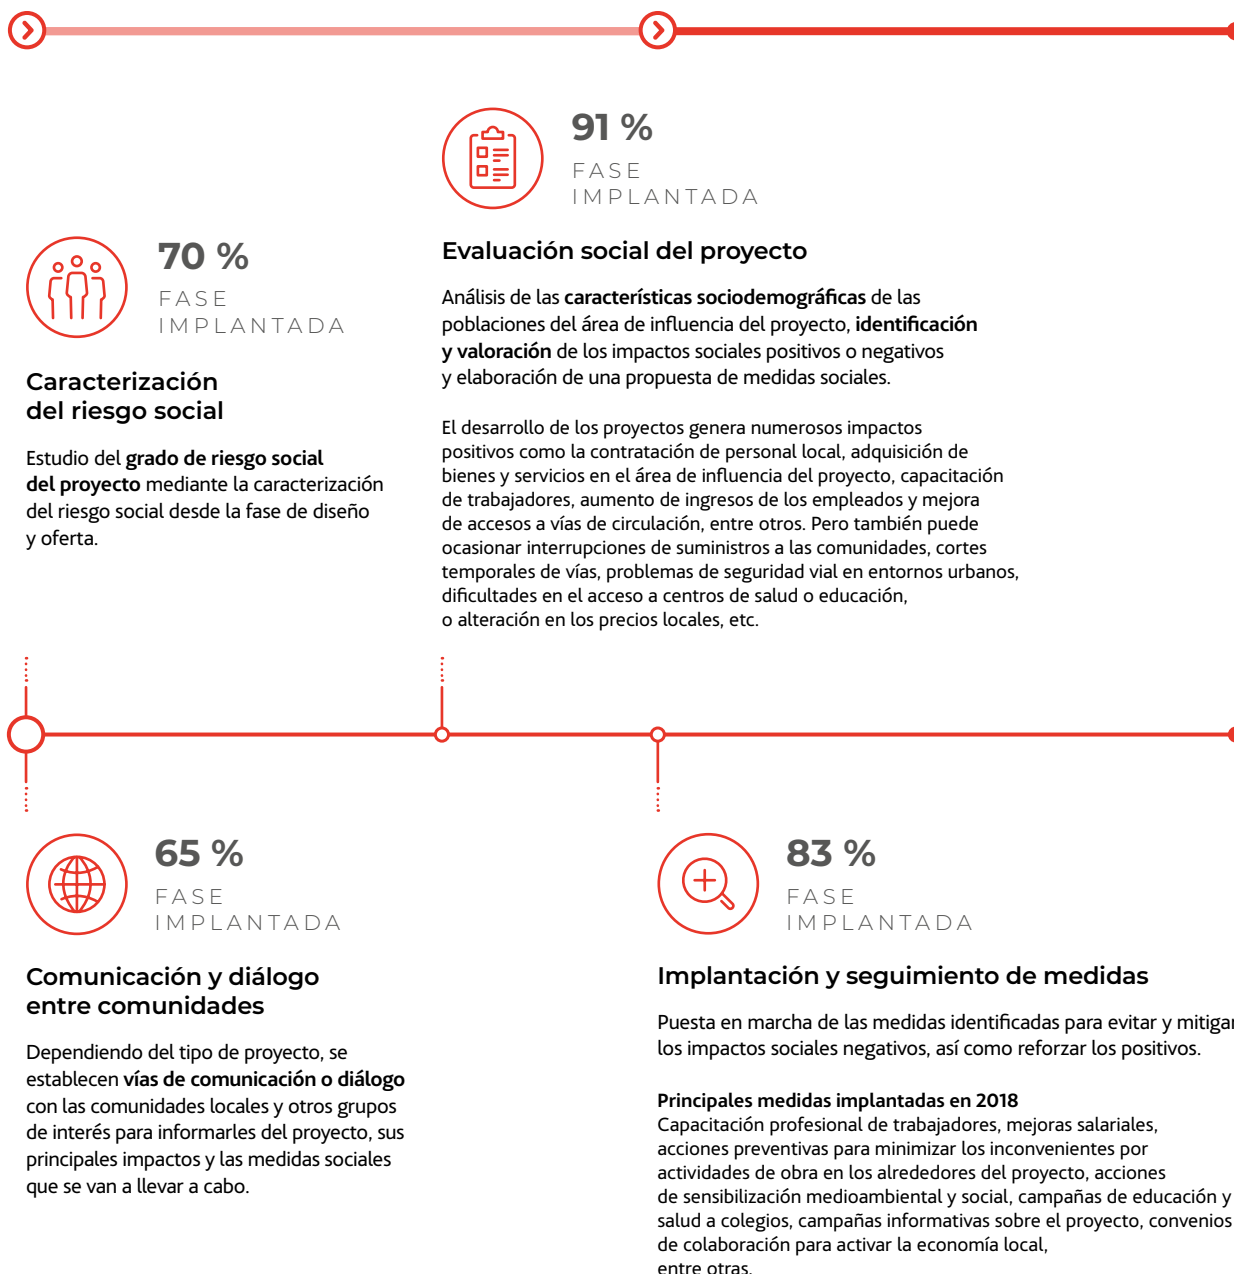 70 %
FASE
IMPLANTADA
Caracterización
del riesgo social
Estudio del grado de riesgo social
del proyecto mediante la caracterización
del riesgo social desde la fase de diseño
y oferta.
91 %
FASE
IMPLANTADA
Evaluación social del proyecto
Análisis de las características sociodemográficas de las
poblaciones del área de influencia del proyecto, identificación
y valoración de los impactos sociales positivos o negativos
y elaboración de una propuesta de medidas sociales.
El desarrollo de los proyectos genera numerosos impactos
positivos como la contratación de personal local, adquisición de
bienes y servicios en el área de influencia del proyecto, capacitación
de trabajadores, aumento de ingresos de los empleados y mejora
de accesos a vías de circulación, entre otros. Pero también puede
ocasionar interrupciones de suministros a las comunidades, cortes
temporales de vías, problemas de seguridad vial en entornos urbanos,
dificultades en el acceso a centros de salud o educación,
o alteración en los precios locales, etc.
65 %
FASE
IMPLANTADA
Comunicación y diálogo
entre comunidades
Dependiendo del tipo de proyecto, se
establecen vías de comunicación o diálogo
con las comunidades locales y otros grupos
de interés para informarles del proyecto, sus
principales impactos y las medidas sociales
que se van a llevar a cabo.
83 %
FASE
IMPLANTADA
Implantación y seguimiento de medidas
Puesta en marcha de las medidas identificadas para evitar y mitigar
los impactos sociales negativos, así como reforzar los positivos.
Principales medidas implantadas en 2018
Capacitación profesional de trabajadores, mejoras salariales,
acciones preventivas para minimizar los inconvenientes por
actividades de obra en los alrededores del proyecto, acciones
de sensibilización medioambiental y social, campañas de educación y
salud a colegios, campañas informativas sobre el proyecto, convenios
de colaboración para activar la economía local,
entre otras.